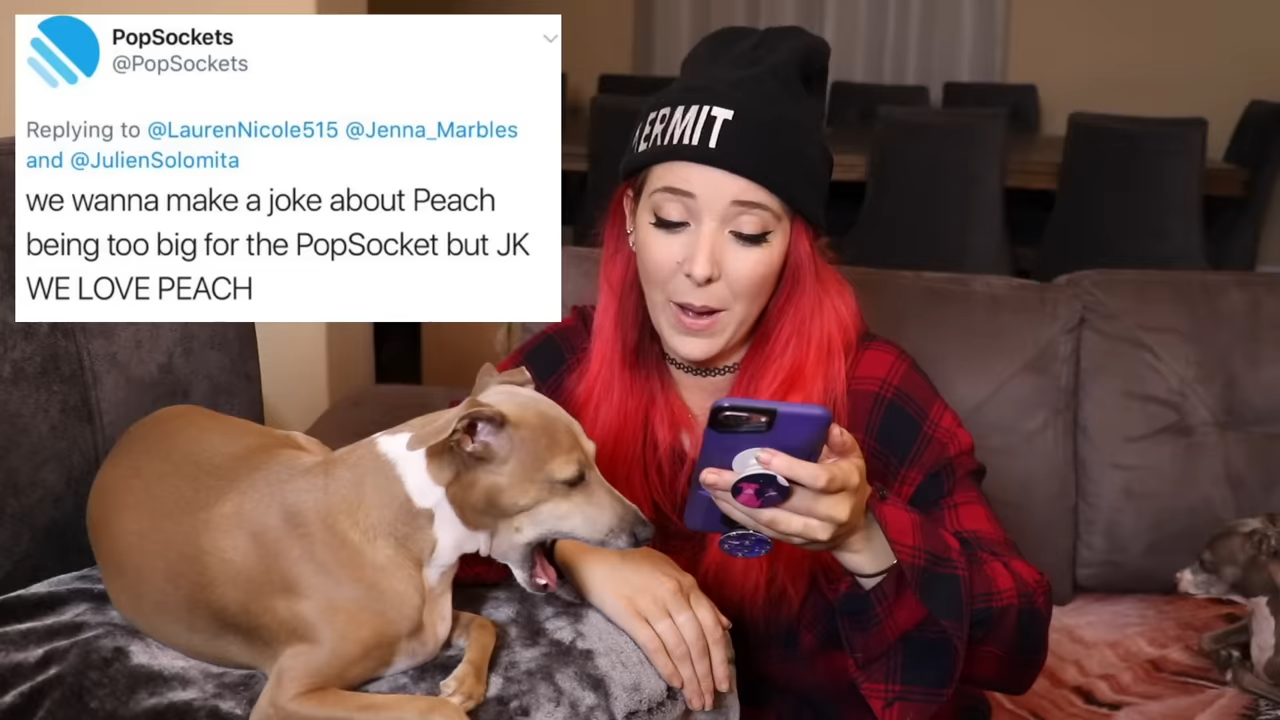 PopSockets
@PopSockets
Replying to @LaurenNicole515 @Jenna_Marbles
and @JulienSolomita
we wanna make a joke about Peach
being too big for the PopSocket but JK
WE LOVE PEACH
ERMIT